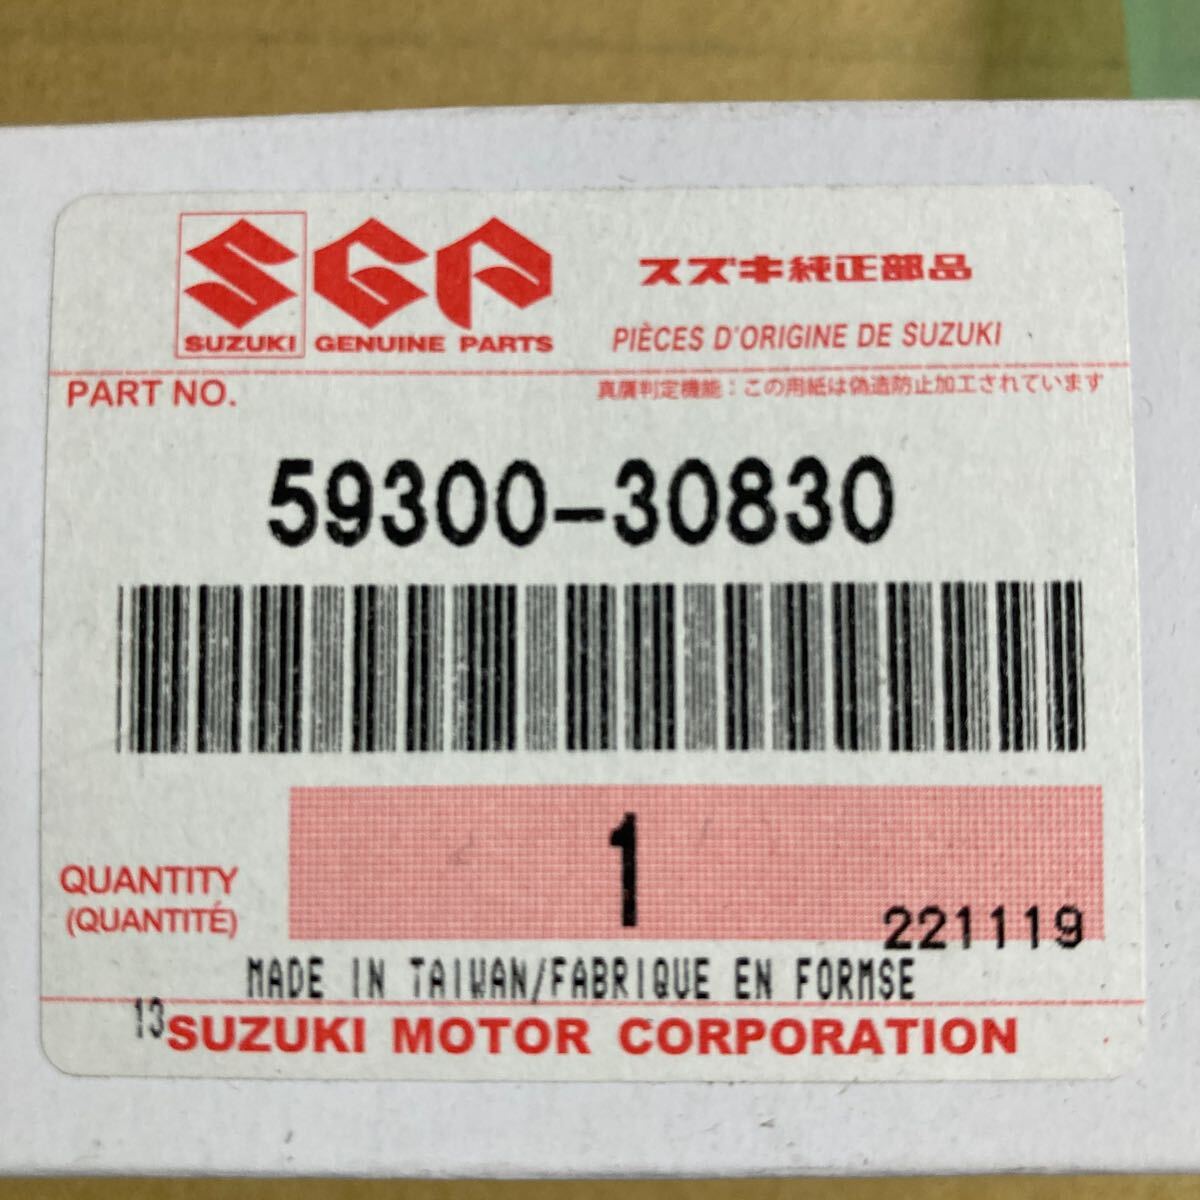 SGP
スズキ純正部品
SUZUKI GENUINE PARTS
PIÈCES D'ORIGINE DE SUZUKI
PART NO.
真贋判定機能：この用紙は偽造防止加工されています
59300-30830
1
QUANTITY
(QUANTITÉ)
221119
MADE IN TAIWAN/FABRIQUE EN FORMSE
13
SUZUKI MOTOR CORPORATION